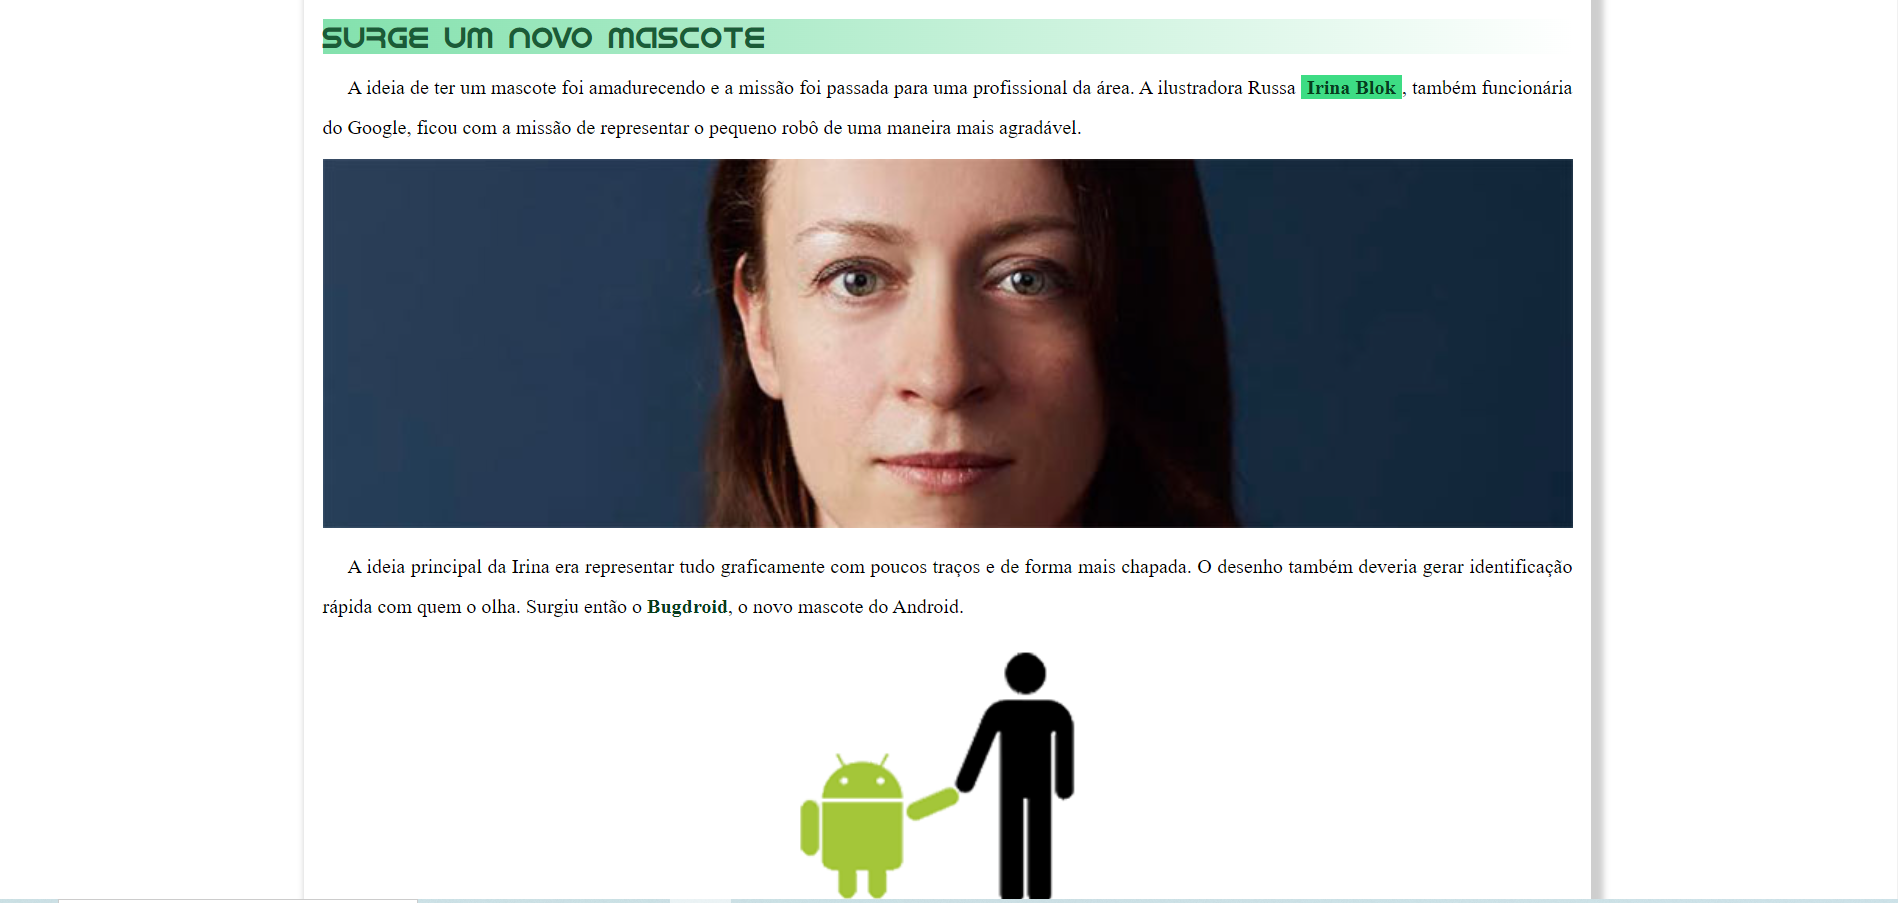 SURGE UM NOVO MASCOTE
A ideia de ter um mascote foi amadurecendo e a missão foi passada para uma profissional da área. A ilustradora Russa Irina Blok, também funcionária
do Google, ficou com a missão de representar o pequeno robô de uma maneira mais agradável.
A ideia principal da Irina era representar tudo graficamente com poucos traços e de forma mais chapada. O desenho também deveria gerar identificação
rápida com quem o olha. Surgiu então o Bugdroid, o novo mascote do Android.